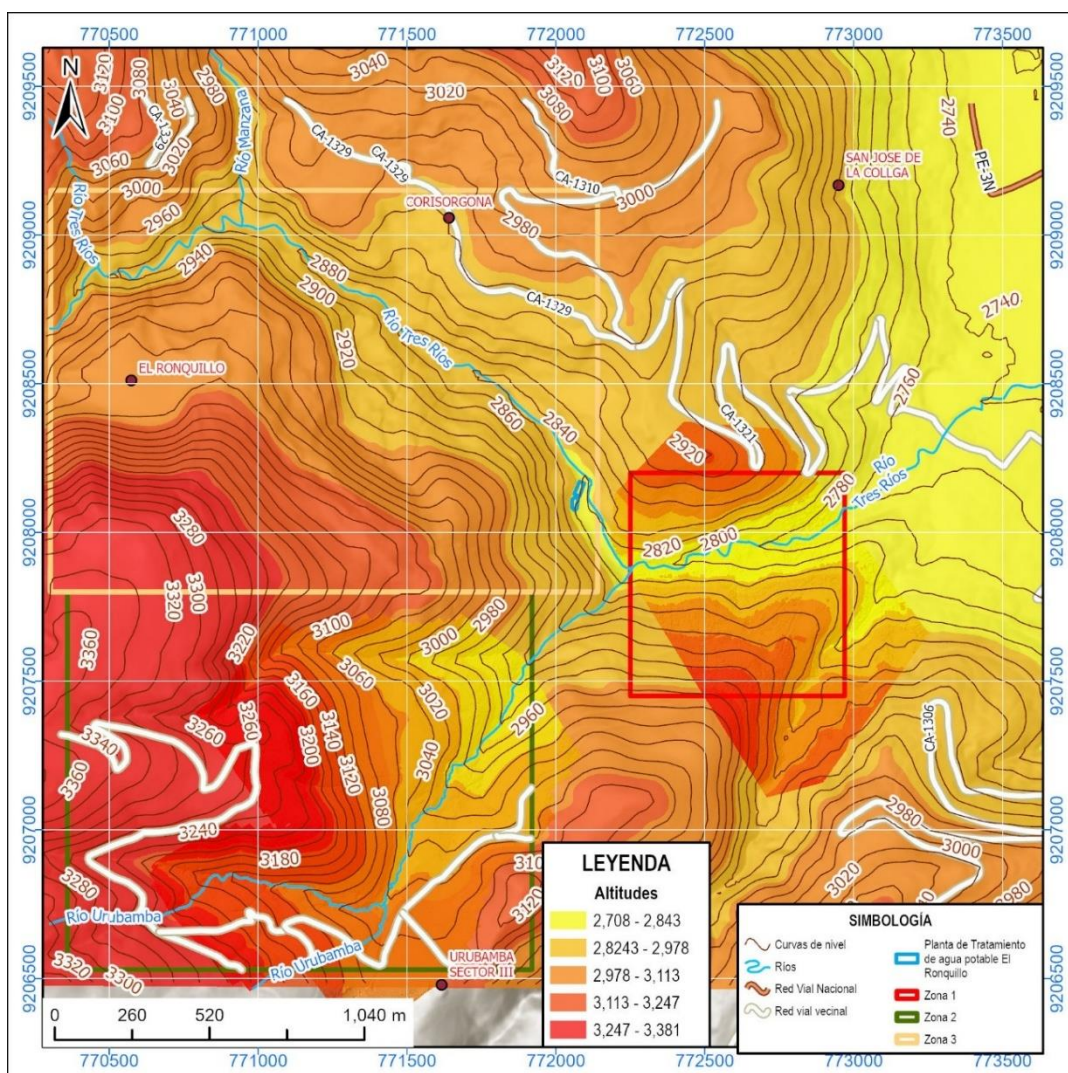 770500 771000 771500 772000 772500 773000 773500
9209500
9209000
9208500
9208000
9207500
9207000
9206500
9209500
9209000
9208500
9208000
9207500
9207000
9206500
N
3120
3080
3100
3040
2980
3020
3060
3000
2960
CA-1329
Río Manzana
Río Tres Ríos
2940
3040
3020
CA-1329
CA-1329
CORISORGONA
3120
3100
3060
3080
CA-1310
3000
2980
SAN JOSE DE
LA COLLGA
2740
PE-3N
2880
2900
2920
Río Tres Ríos
CA-1329
2740
EL RONQUILLO
2860
2840
2920
CA-1321
2760
Río
Tres Ríos
2780
3280
3300
3320
2820
2800
3360
3220
3100
3060
3000
2980
3160
3020
3140
3200
3260
3260
2960
3040
3340
3360
3120
3080
CA-1306
3240
3180
2980
3000
3280
3020
2980
3120
Río Urubamba
Río Urubamba
URUBAMBA
SECTOR III
3320
3300
0 260 520 1,040 m
LEYENDA
Altitudes
2,708 - 2,843
2,8243 - 2,978
2,978 - 3,113
3,113 - 3,247
3,247 - 3,381
SIMBOLOGÍA
Curvas de nivel
Ríos
Red Vial Nacional
Red vial vecinal
Planta de Tratamiento
de agua potable El
Ronquillo
Zona 1
Zona 2
Zona 3